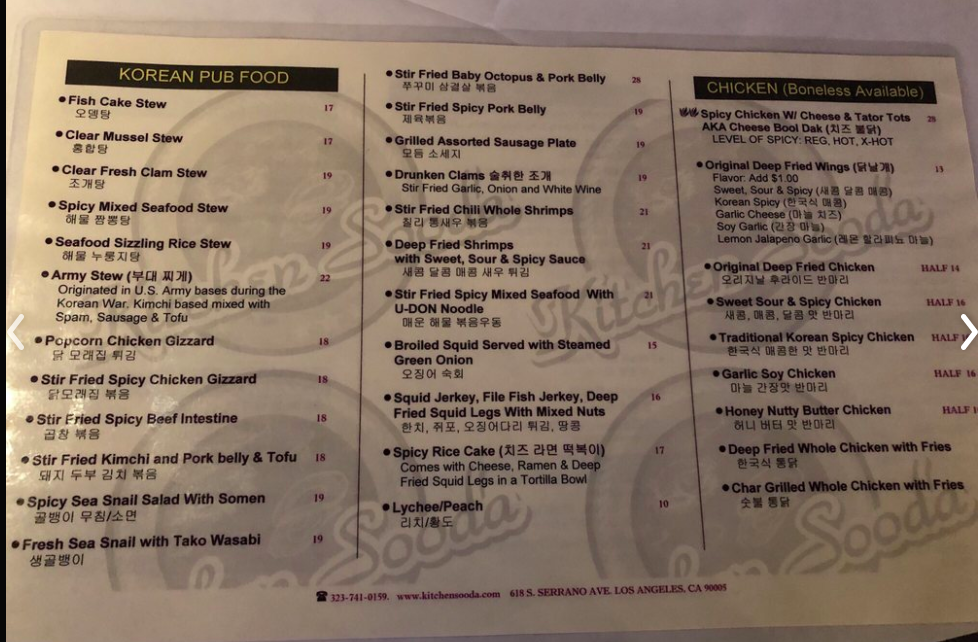 KOREAN PUB FOOD
Fish Cake Stew 17
오뎅탕
Clear Mussel Stew 17
홍합탕
Clear Fresh Clam Stew 19
조개탕
Spicy Mixed Seafood Stew 19
해물 짬뽕탕
Seafood Sizzling Rice Stew 19
해물 누룽지탕
Army Stew (부대 찌게) 22
Originated in U.S. Army bases during the
Korean War, Kimchi based mixed with
Spam, Sausage & Tofu
Popcorn Chicken Gizzard 18
닭 모래집 튀김
Stir Fried Spicy Chicken Gizzard 18
닭모래집 볶음
Stir Fried Spicy Beef Intestine 18
곱창 볶음
Stir Fried Kimchi and Pork belly & Tofu 18
돼지 두부 김치 볶음
Spicy Sea Snail Salad With Somen 19
골뱅이 무침/소면
Fresh Sea Snail with Tako Wasabi 19
생골뱅이
Stir Fried Baby Octopus & Pork Belly 28
쭈꾸미 삼결살 볶음
Stir Fried Spicy Pork Belly 19
제육볶음
Grilled Assorted Sausage Plate 19
모듬 소세지
Drunken Clams 술취한 조개 19
Stir Fried Garlic, Onion and White Wine
Stir Fried Chili Whole Shrimps 21
칠리 통새우 볶음
Deep Fried Shrimps 21
with Sweet, Sour & Spicy Sauce
새콤 달콤 매콤 새우 튀김
Stir Fried Spicy Mixed Seafood With 21
U-DON Noodle
매운 해물 볶음우동
Broiled Squid Served with Steamed 15
Green Onion
오징어 숙회
Squid Jerkey, File Fish Jerkey, Deep 16
Fried Squid Legs With Mixed Nuts
한치, 쥐포, 오징어다리 튀김, 땅콩
Spicy Rice Cake (치즈 라면 떡볶이) 17
Comes with Cheese, Ramen & Deep
Fried Squid Legs in a Tortilla Bowl
Lychee/Peach 10
리치/황도
CHICKEN (Boneless Available)
Spicy Chicken W/ Cheese & Tator Tots 28
AKA Cheese Bool Dak (치즈 불닭)
LEVEL OF SPICY: REG, HOT, X-HOT
Original Deep Fried Wings (닭날게) 13
Flavor: Add $1.00
Sweet, Sour & Spicy (새콤 달콤 매콤)
Korean Spicy (한국식 매콤)
Garlic Cheese (마늘 치즈)
Soy Garlic (간장 마늘)
Lemon Jalapeno Garlic (레몬 할라피뇨 마늘)
Original Deep Fried Chicken HALF 14
오리지날 후라이드 반마리
Sweet Sour & Spicy Chicken HALF 16
새콤, 매콤, 달콤 맛 반마리
Traditional Korean Spicy Chicken HALF
한국식 매콤한 맛 반마리
Garlic Soy Chicken HALF 16
마늘 간장맛 반마리
Honey Nutty Butter Chicken HALF
허니 버터 맛 반마리
Deep Fried Whole Chicken with Fries
한국식 통닭
Char Grilled Whole Chicken with Fries
숯불 통닭
323-741-0159. www.kitchensooda.com 618 S. SERRANO AVE. LOS ANGELES, CA 90005